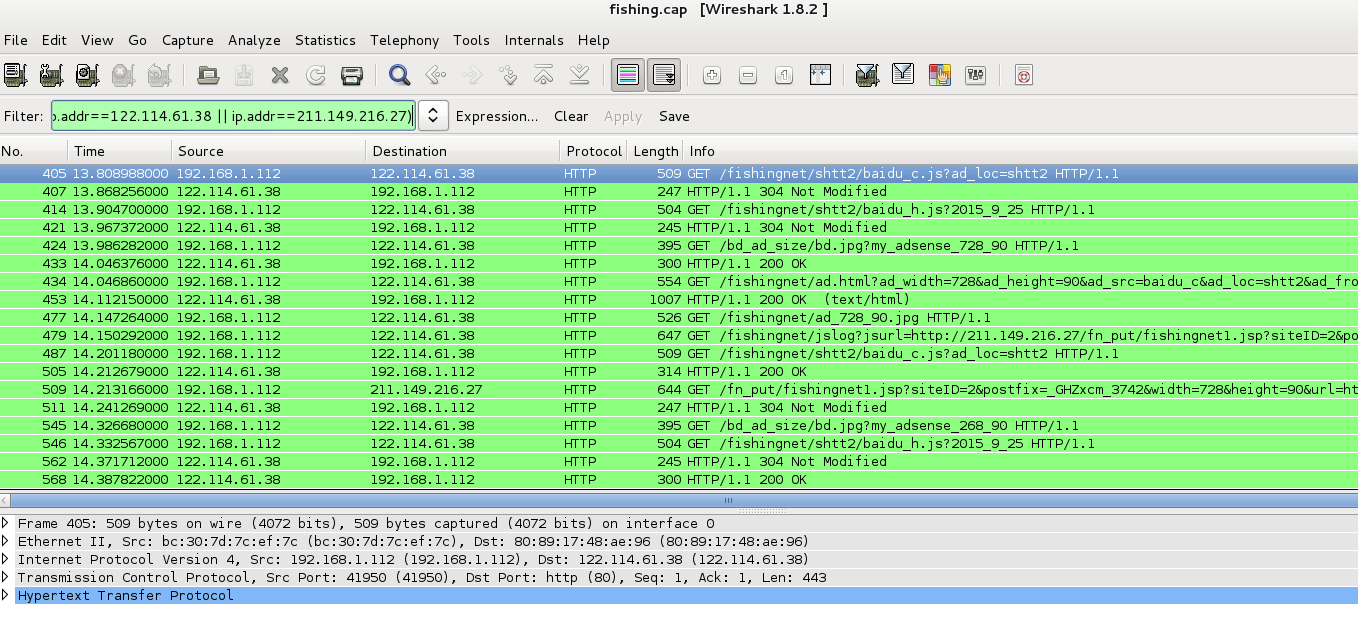 fishing.cap [Wireshark 1.8.2 ]
File Edit View Go Capture Analyze Statistics Telephony Tools Internals Help
Filter: o.addr==122.114.61.38 || ip.addr==211.149.216.27) Expression... Clear Apply Save
No. Time Source Destination Protocol Length Info
405 13.808988000 192.168.1.112 122.114.61.38 HTTP 509 GET /fishingnet/shtt2/baidu_c.js?ad_loc=shtt2 HTTP/1.1
407 13.868256000 122.114.61.38 192.168.1.112 HTTP 247 HTTP/1.1 304 Not Modified
414 13.904700000 192.168.1.112 122.114.61.38 HTTP 504 GET /fishingnet/shtt2/baidu_h.js?2015_9_25 HTTP/1.1
421 13.967372000 122.114.61.38 192.168.1.112 HTTP 245 HTTP/1.1 304 Not Modified
424 13.986282000 192.168.1.112 122.114.61.38 HTTP 395 GET /bd_ad_size/bd.jpg?my_adsense_728_90 HTTP/1.1
433 14.046376000 122.114.61.38 192.168.1.112 HTTP 300 HTTP/1.1 200 OK
434 14.046860000 192.168.1.112 122.114.61.38 HTTP 554 GET /fishingnet/ad.html?ad_width=728&ad_height=90&ad_src=baidu_c&ad_loc=shtt2&ad_fro
453 14.112150000 122.114.61.38 192.168.1.112 HTTP 1007 HTTP/1.1 200 OK (text/html)
477 14.147264000 192.168.1.112 122.114.61.38 HTTP 526 GET /fishingnet/ad_728_90.jpg HTTP/1.1
479 14.150292000 192.168.1.112 122.114.61.38 HTTP 647 GET /fishingnet/jslog?jsurl=http://211.149.216.27/fn_put/fishingnet1.jsp?siteID=2&po
487 14.201180000 192.168.1.112 122.114.61.38 HTTP 509 GET /fishingnet/shtt2/baidu_c.js?ad_loc=shtt2 HTTP/1.1
505 14.212679000 122.114.61.38 192.168.1.112 HTTP 314 HTTP/1.1 200 OK
509 14.213166000 192.168.1.112 211.149.216.27 HTTP 644 GET /fn_put/fishingnet1.jsp?siteID=2&postfix=_GHZxcm_3742&width=728&height=90&url=ht
511 14.241269000 122.114.61.38 192.168.1.112 HTTP 247 HTTP/1.1 304 Not Modified
545 14.326680000 192.168.1.112 122.114.61.38 HTTP 395 GET /bd_ad_size/bd.jpg?my_adsense_268_90 HTTP/1.1
546 14.332567000 192.168.1.112 122.114.61.38 HTTP 504 GET /fishingnet/shtt2/baidu_h.js?2015_9_25 HTTP/1.1
562 14.371712000 122.114.61.38 192.168.1.112 HTTP 245 HTTP/1.1 304 Not Modified
568 14.387822000 122.114.61.38 192.168.1.112 HTTP 300 HTTP/1.1 200 OK
Frame 405: 509 bytes on wire (4072 bits), 509 bytes captured (4072 bits) on interface 0
Ethernet II, Src: bc:30:7d:7c:ef:7c (bc:30:7d:7c:ef:7c), Dst: 80:89:17:48:ae:96 (80:89:17:48:ae:96)
Internet Protocol Version 4, Src: 192.168.1.112 (192.168.1.112), Dst: 122.114.61.38 (122.114.61.38)
Transmission Control Protocol, Src Port: 41950 (41950), Dst Port: http (80), Seq: 1, Ack: 1, Len: 443
Hypertext Transfer Protocol